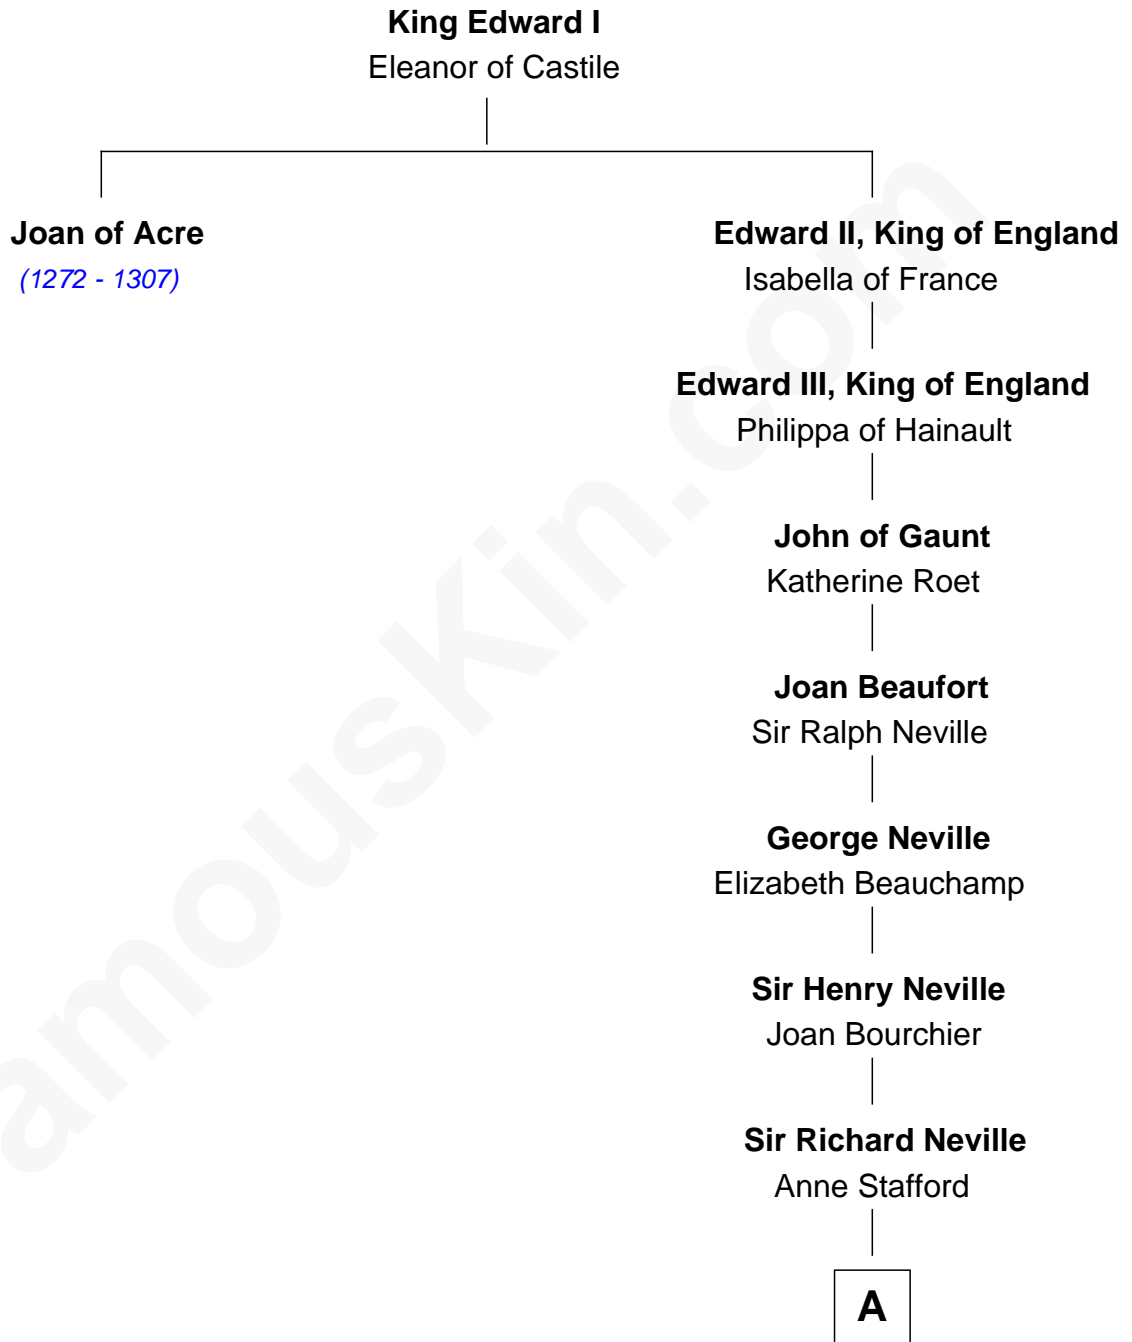 King Edward I
Eleanor of Castile
Joan of Acre
(1272 - 1307)
Edward II, King of England
Isabella of France
Edward III, King of England
Philippa of Hainault
John of Gaunt
Katherine Roet
Joan Beaufort
Sir Ralph Neville
George Neville
Elizabeth Beauchamp
Sir Henry Neville
Joan Bourchier
Sir Richard Neville
Anne Stafford
A
amousKin.com